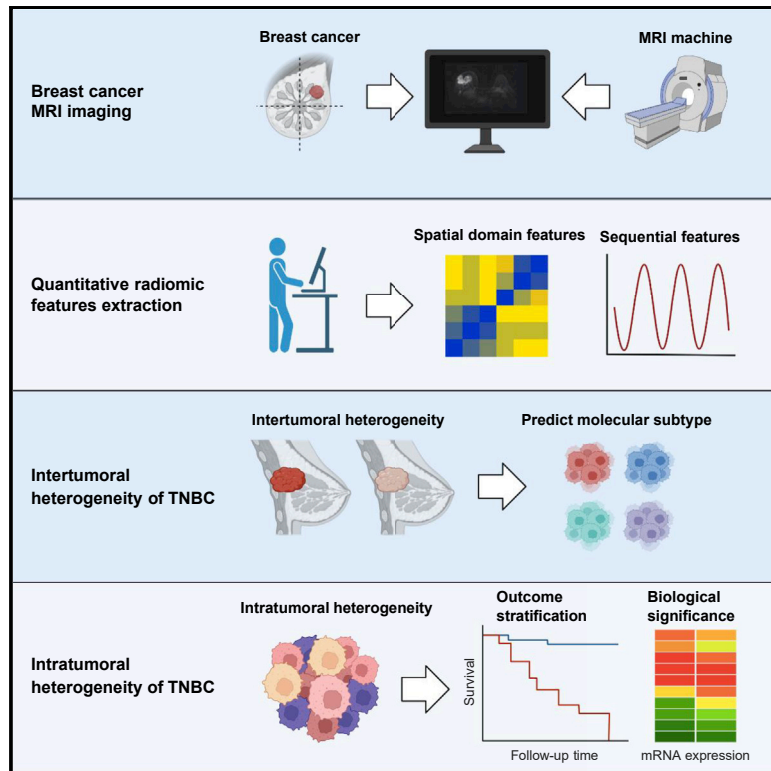 Breast cancer
MRI machine
Breast cancer
MRI imaging
Spatial domain features
Sequential features
Quantitative radiomic
features extraction
Intertumoral heterogeneity
Predict molecular subtype
Intertumoral
heterogeneity of TNBC
Intratumoral heterogeneity
Outcome
stratification
Biological
significance
Intratumoral
heterogeneity of TNBC
Survival
Follow-up time
mRNA expression